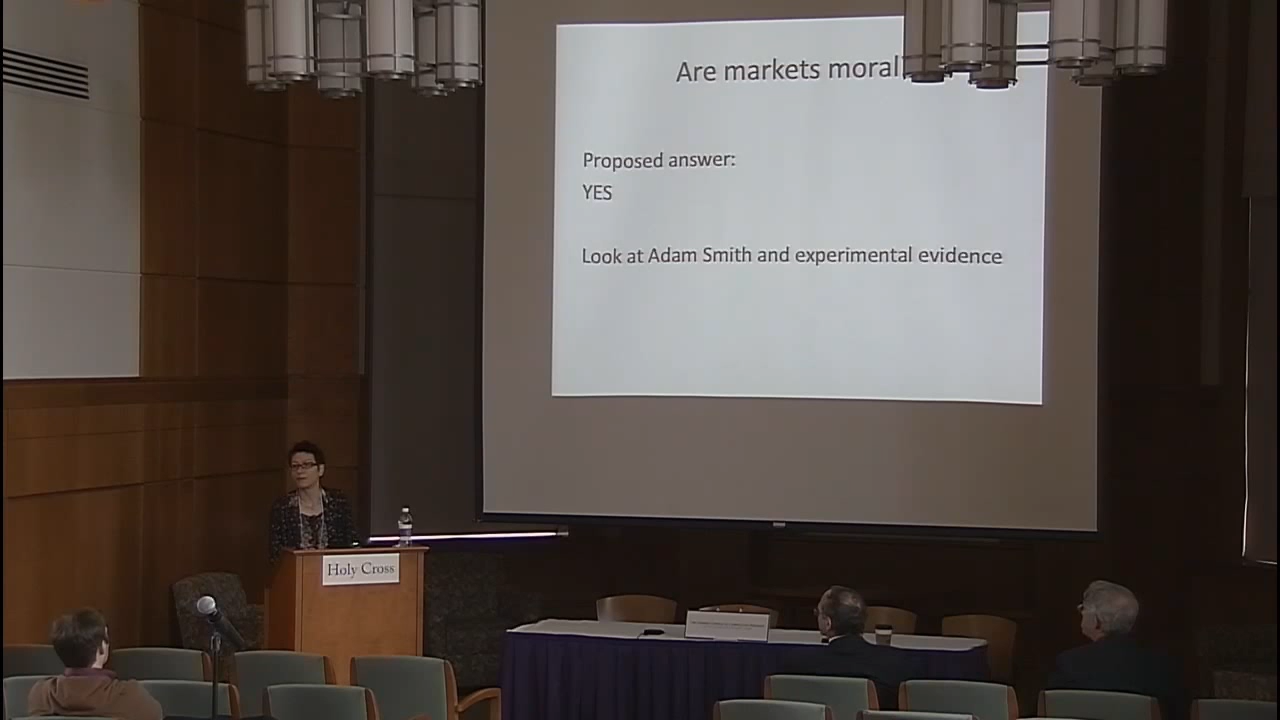 Are markets moral
Proposed answer:
YES
Look at Adam Smith and experimental evidence
Holy Cross